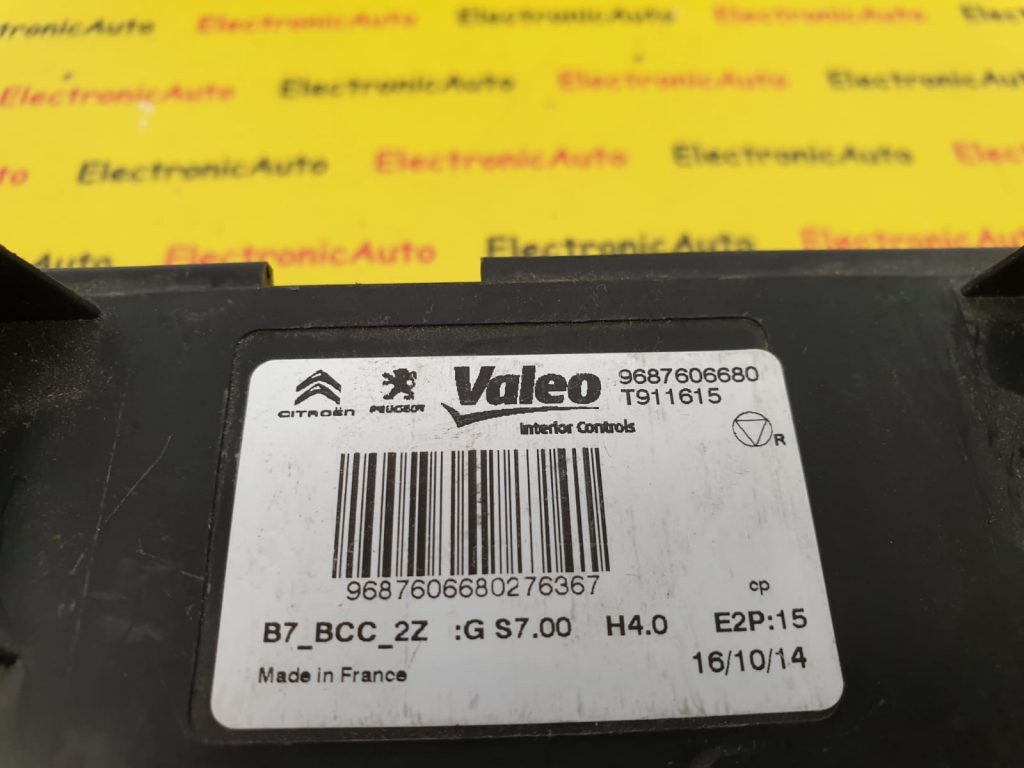 ElectronicAuto ElectronicAuto ElectronicAuto ElectronicAuto
ElectronicAuto ElectronicAuto ElectronicAuto ElectronicAuto
ElectronicAuto ElectronicAuto ElectronicAuto
ElectronicAuto ElectronicAuto ElectronicAuto
CITROËN PEUGEOT Valeo 9687606680
T911615
Interior Controls
R
9687606680276367
cp
B7_BCC_2Z :G S7.00 H4.0 E2P:15
Made in France 16/10/14